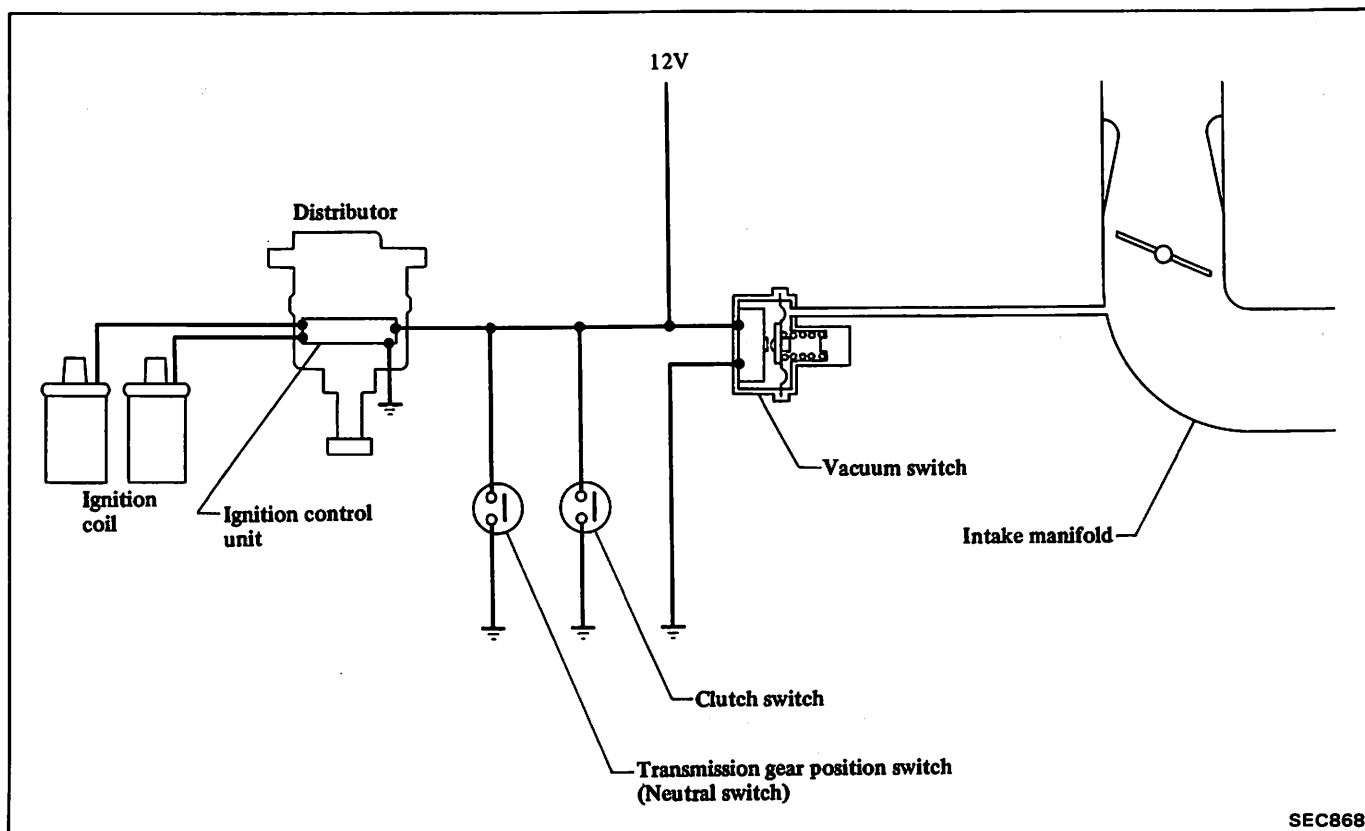 12V
Distributor
Ignition
coil
Ignition control
unit
Vacuum switch
Intake manifold
Clutch switch
Transmission gear position switch
(Neutral switch)
SEC868